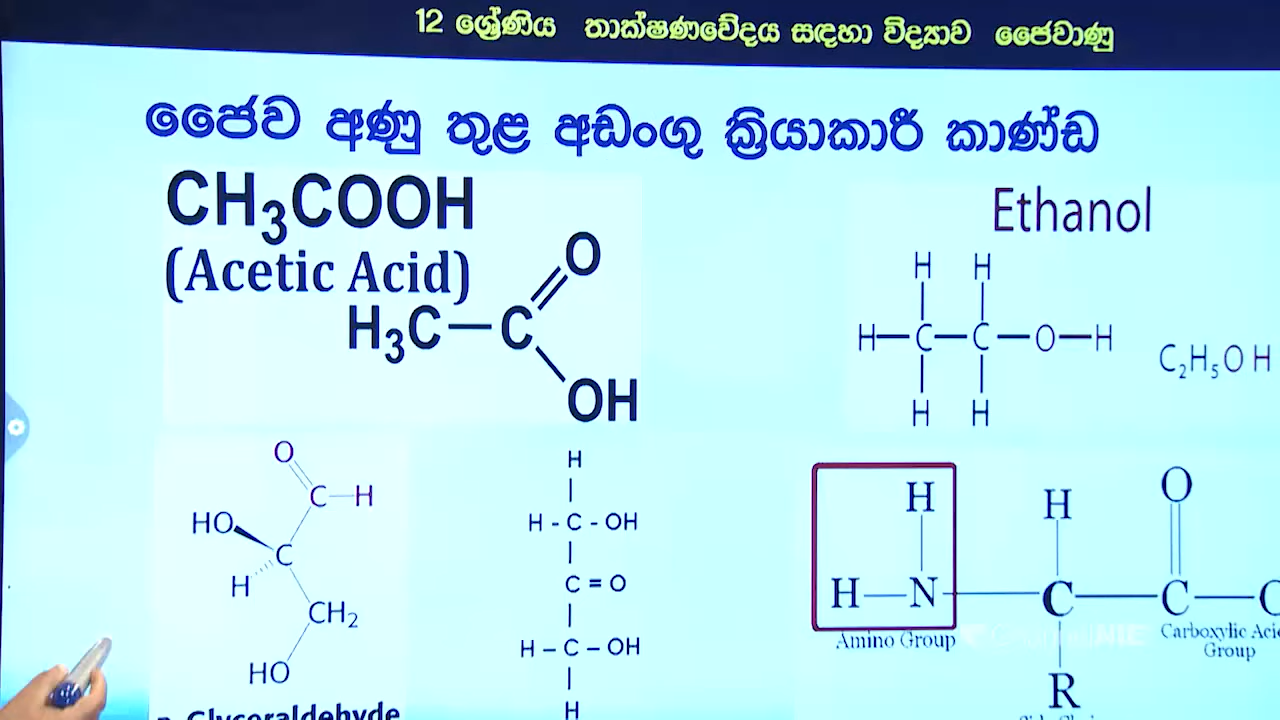 12 ශ්‍රේණිය තාක්ෂණවේදය සඳහා විද්‍යාව ජෛවාණු
ජෛව අණු තුළ අඩංගු ක්‍රියාකාරී කාණ්ඩ
CH₃COOH
(Acetic Acid)
O
H₃C—C
OH
Ethanol
H H
H—C—C—O—H
C₂H₅OH
H H
O
C—H
HO
C
H
CH₂
HO
Glyceraldehyde
H
H - C - OH
C = O
H – C – OH
H
H H O
H—N—C—C—
Amino Group
Carboxylic Acid
Group
R